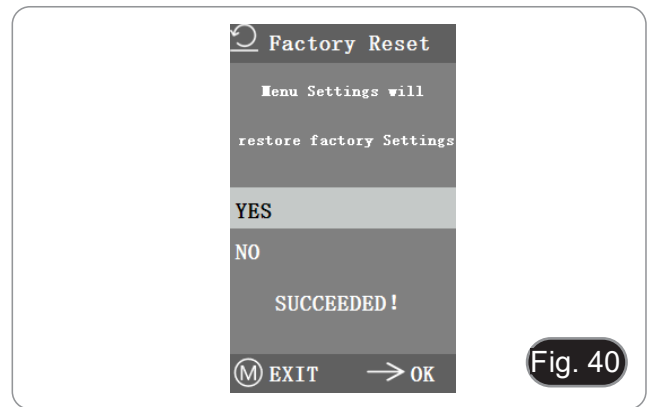 Factory Reset
Menu Settings will
restore factory Settings
YES
NO
SUCCEEDED!
M EXIT → OK
Fig. 40